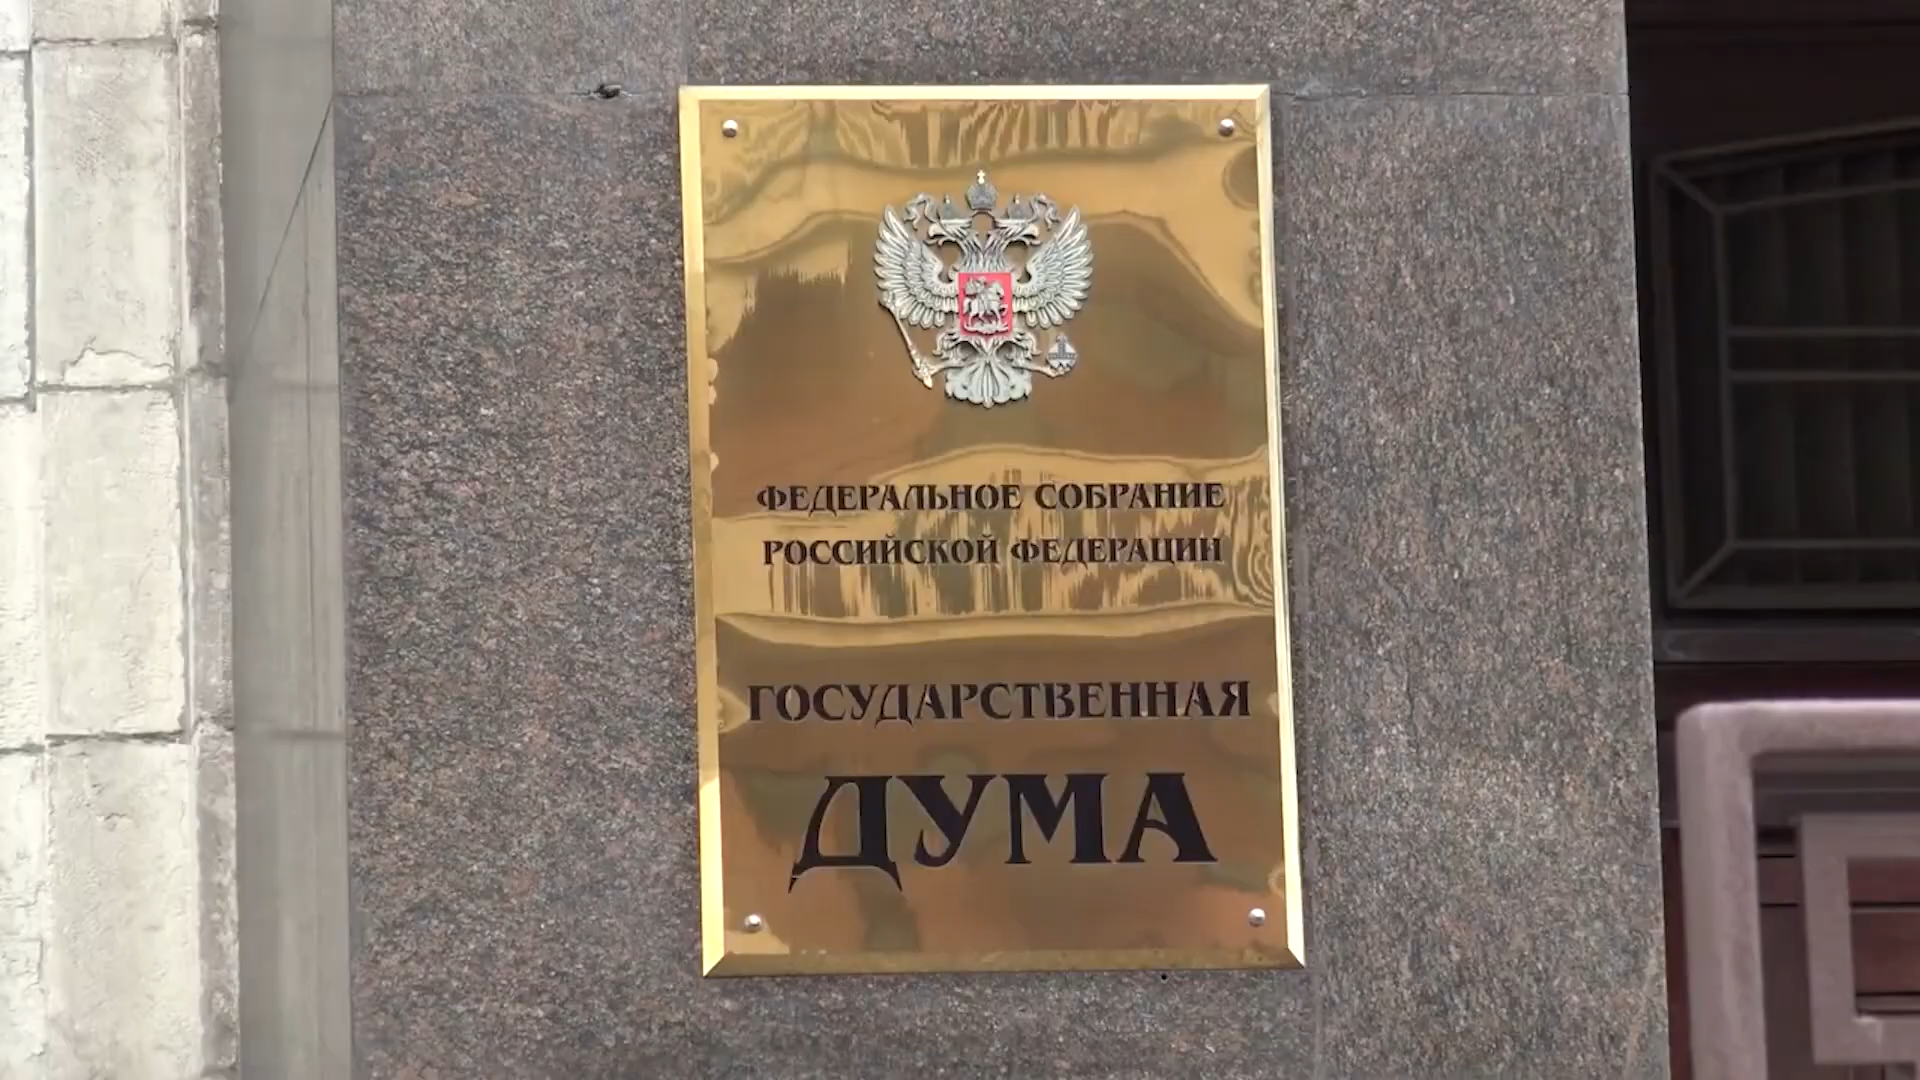 ФЕДЕРАЛЬНОЕ СОБРАНИЕ
РОССИЙСКОЙ ФЕДЕРАЦИИ
ГОСУДАРСТВЕННАЯ
ДУМА